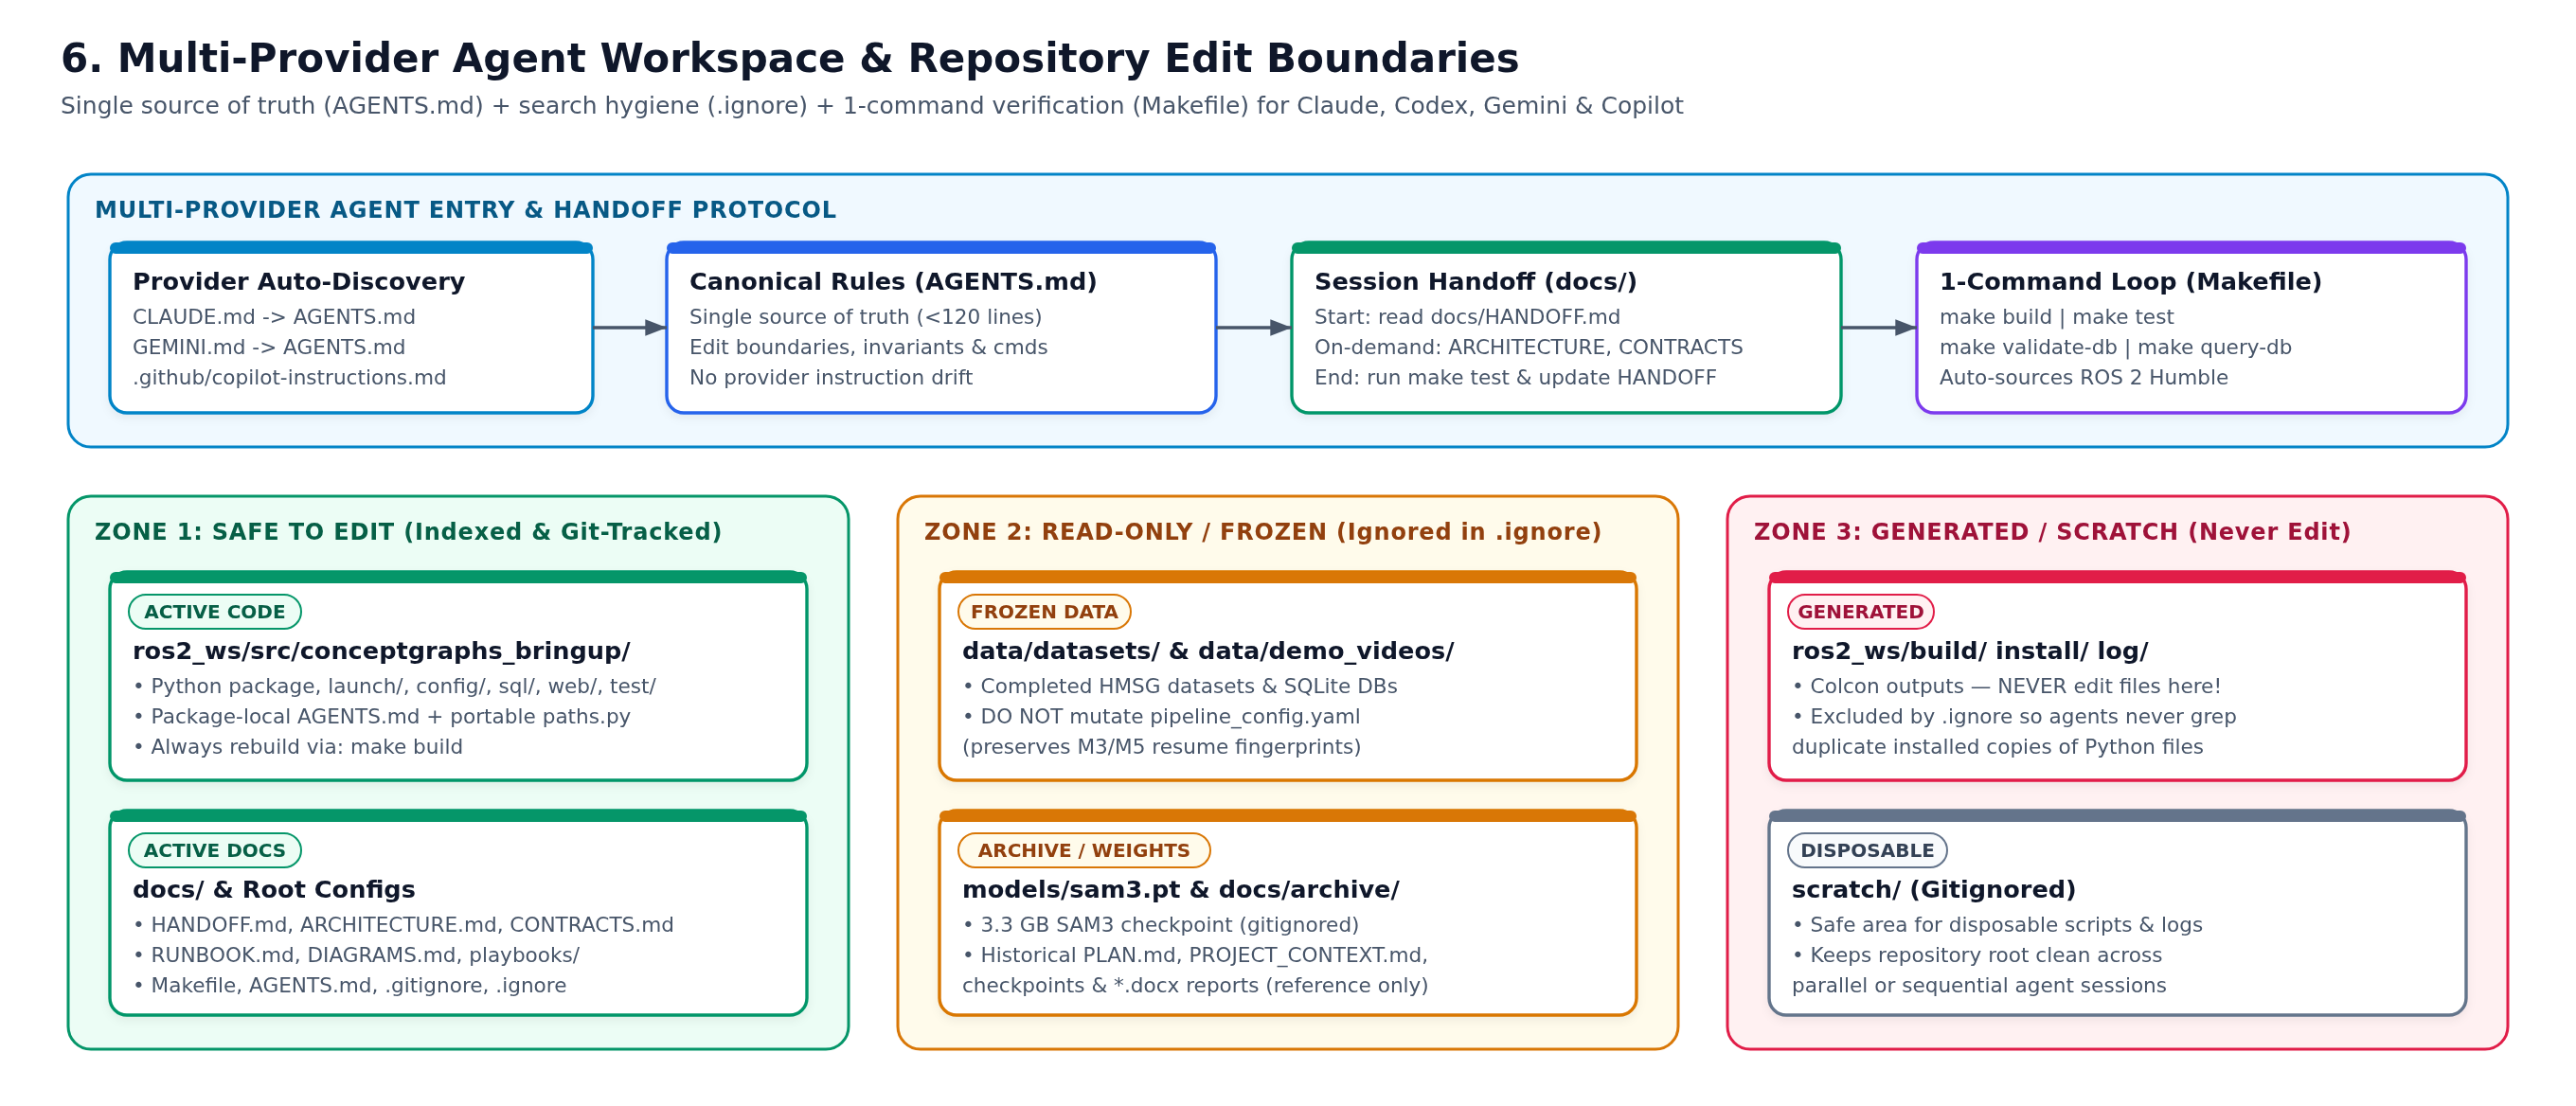 6. Multi-Provider Agent Workspace & Repository Edit Boundaries
Single source of truth (AGENTS.md) + search hygiene (.ignore) + 1-command verification (Makefile) for Claude, Codex, Gemini & Copilot
MULTI-PROVIDER AGENT ENTRY & HANDOFF PROTOCOL
Provider Auto-Discovery
CLAUDE.md -> AGENTS.md
GEMINI.md -> AGENTS.md
.github/copilot-instructions.md
Canonical Rules (AGENTS.md)
Single source of truth (<120 lines)
Edit boundaries, invariants & cmds
No provider instruction drift
Session Handoff (docs/)
Start: read docs/HANDOFF.md
On-demand: ARCHITECTURE, CONTRACTS
End: run make test & update HANDOFF
1-Command Loop (Makefile)
make build | make test
make validate-db | make query-db
Auto-sources ROS 2 Humble
ZONE 1: SAFE TO EDIT (Indexed & Git-Tracked)
ACTIVE CODE
ros2_ws/src/conceptgraphs_bringup/
• Python package, launch/, config/, sql/, web/, test/
• Package-local AGENTS.md + portable paths.py
• Always rebuild via: make build
ACTIVE DOCS
docs/ & Root Configs
• HANDOFF.md, ARCHITECTURE.md, CONTRACTS.md
• RUNBOOK.md, DIAGRAMS.md, playbooks/
• Makefile, AGENTS.md, .gitignore, .ignore
ZONE 2: READ-ONLY / FROZEN (Ignored in .ignore)
FROZEN DATA
data/datasets/ & data/demo_videos/
• Completed HMSG datasets & SQLite DBs
• DO NOT mutate pipeline_config.yaml
(preserves M3/M5 resume fingerprints)
ARCHIVE / WEIGHTS
models/sam3.pt & docs/archive/
• 3.3 GB SAM3 checkpoint (gitignored)
• Historical PLAN.md, PROJECT_CONTEXT.md,
checkpoints & *.docx reports (reference only)
ZONE 3: GENERATED / SCRATCH (Never Edit)
GENERATED
ros2_ws/build/ install/ log/
• Colcon outputs — NEVER edit files here!
• Excluded by .ignore so agents never grep
duplicate installed copies of Python files
DISPOSABLE
scratch/ (Gitignored)
• Safe area for disposable scripts & logs
• Keeps repository root clean across
parallel or sequential agent sessions